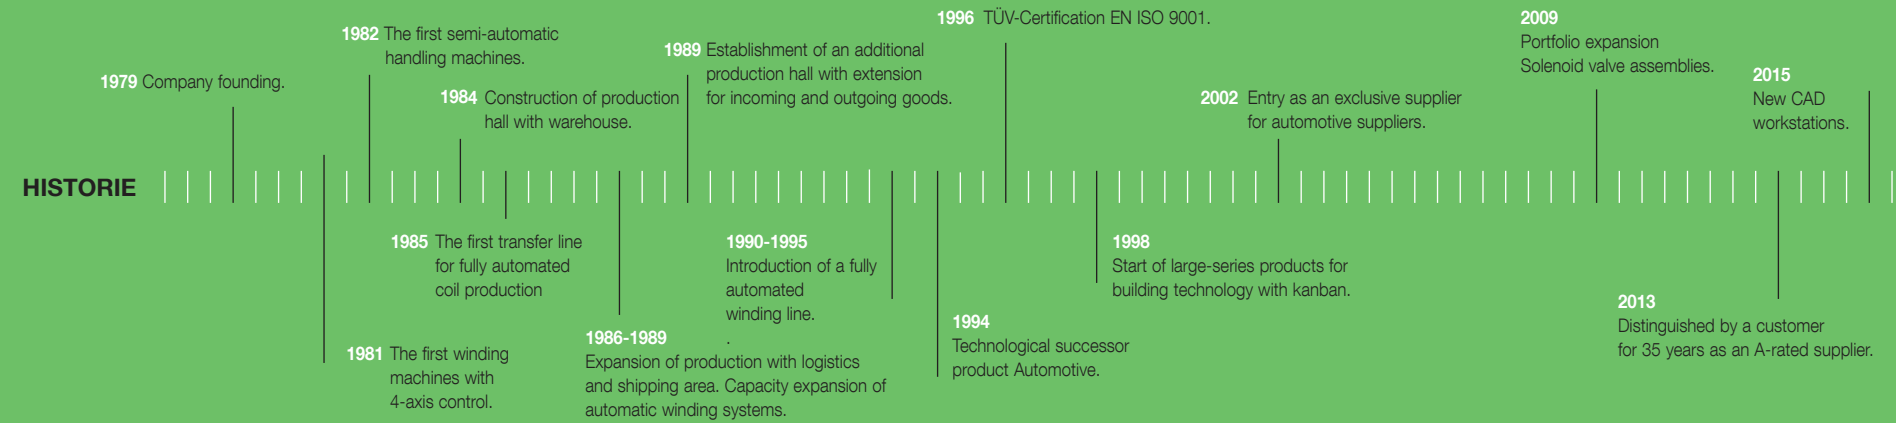 HISTORIE
1979 Company founding.
1981 The first winding
machines with
4-axis control.
1982 The first semi-automatic
handling machines.
1984 Construction of production
hall with warehouse.
1985 The first transfer line
for fully automated
coil production
1986-1989
Expansion of production with logistics
and shipping area. Capacity expansion of
automatic winding systems.
1989 Establishment of an additional
production hall with extension
for incoming and outgoing goods.
1990-1995
Introduction of a fully
automated
winding line.
.
1994
Technological successor
product Automotive.
1996 TÜV-Certification EN ISO 9001.
1998
Start of large-series products for
building technology with kanban.
2002 Entry as an exclusive supplier
for automotive suppliers.
2009
Portfolio expansion
Solenoid valve assemblies.
2013
Distinguished by a customer
for 35 years as an A-rated supplier.
2015
New CAD
workstations.